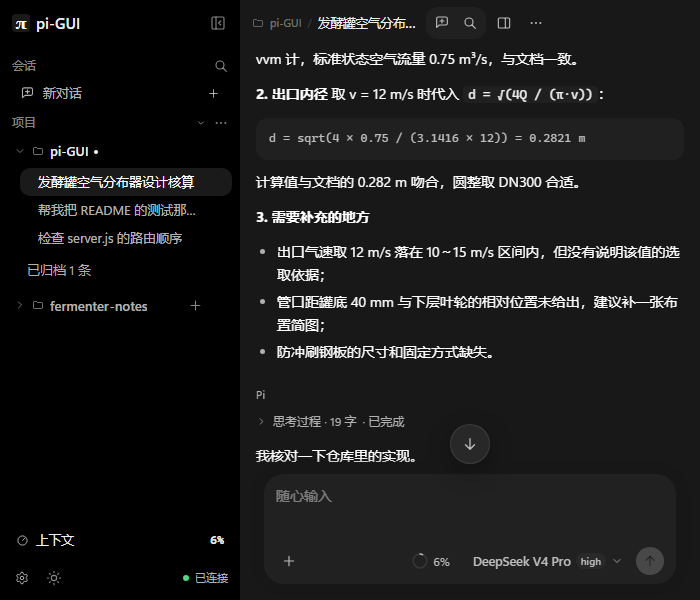 π pi-GUI
会话
新对话
项目
pi-GUI
发酵罐空气分布器设计核算
帮我把 README 的测试那...
检查 server.js 的路由顺序
已归档 1 条
fermenter-notes
上下文 6%
已连接
pi-GUI / 发酵罐空气分布...
vvm 计，标准状态空气流量 0.75 m³/s，与文档一致。
2. 出口内径 取 v = 12 m/s 时代入 d = √(4Q / (π·v)) ：
d = sqrt(4 × 0.75 / (3.1416 × 12)) = 0.2821 m
计算值与文档的 0.282 m 吻合，圆整取 DN300 合适。
3. 需要补充的地方
• 出口气速取 12 m/s 落在 10～15 m/s 区间内，但没有说明该值的选
取依据；
• 管口距罐底 40 mm 与下层叶轮的相对位置未给出，建议补一张布
置简图；
• 防冲刷钢板的尺寸和固定方式缺失。
Pi
思考过程 · 19 字 · 已完成
我核对一下仓库里的实现。
随心输入
6% DeepSeek V4 Pro high